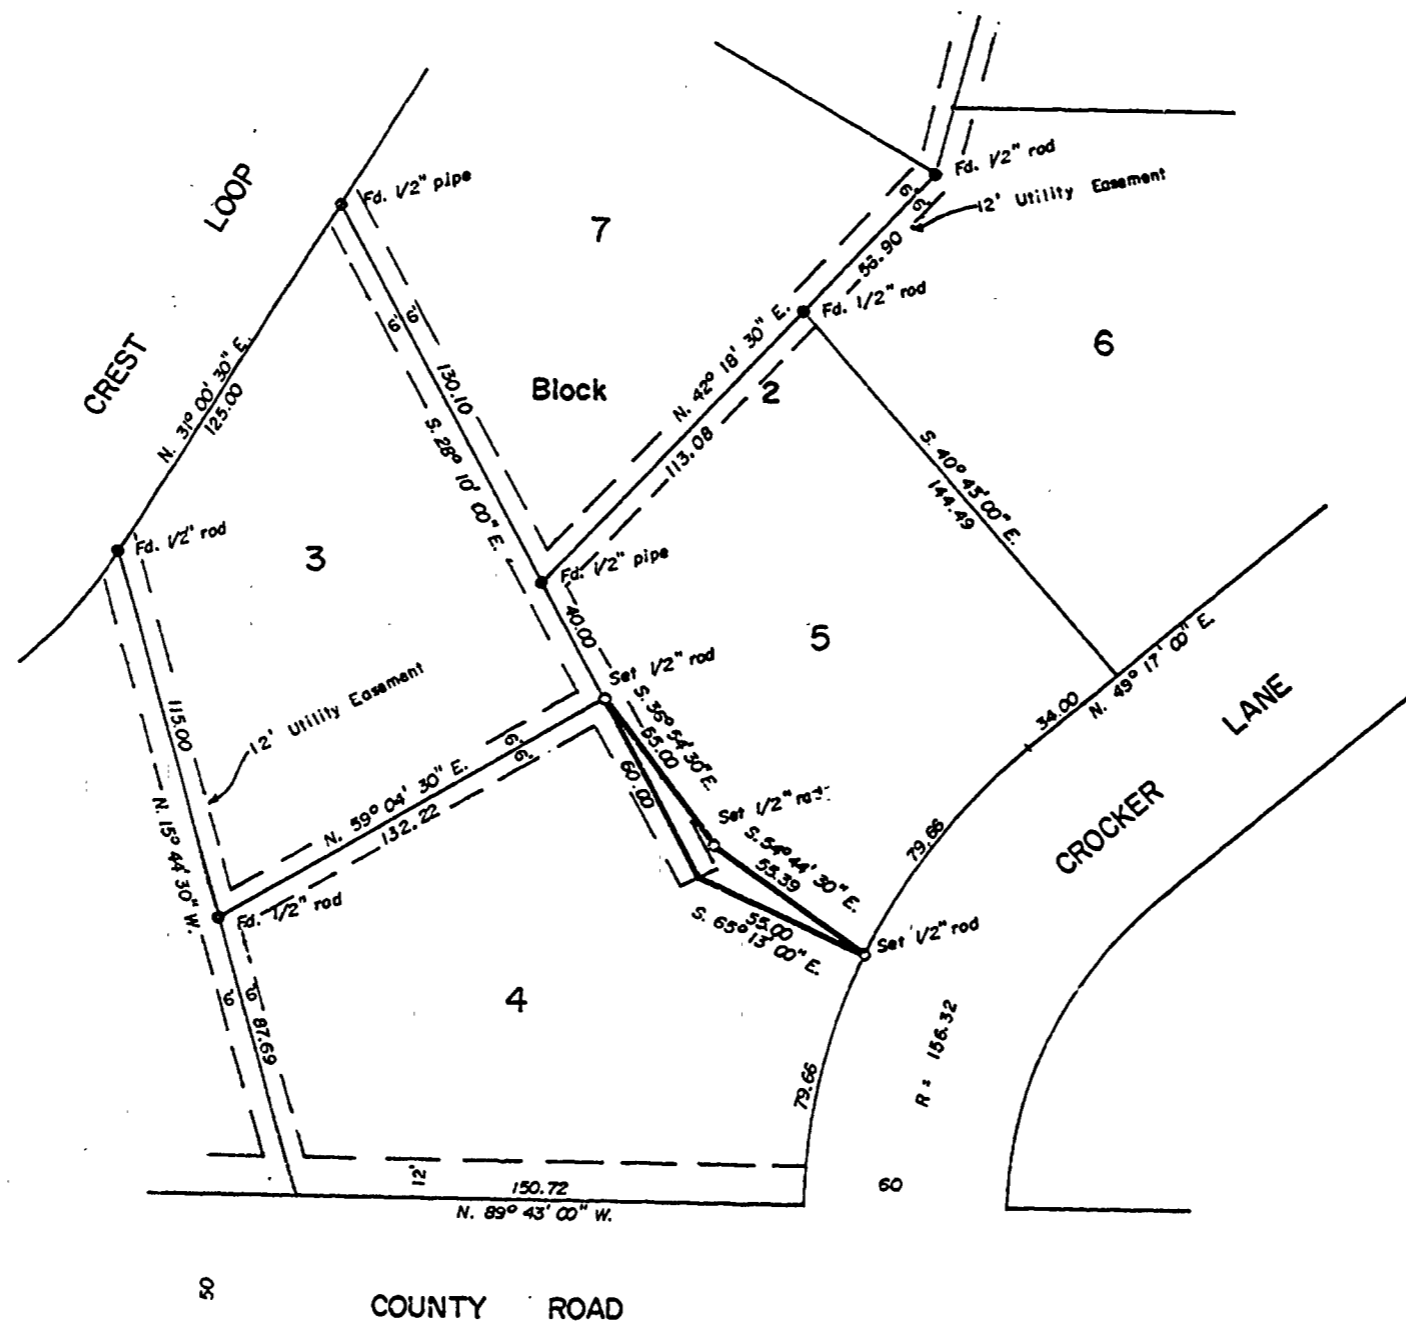 Fd. 1/2" rod
12' Utility Easement
6' 6'
56.90
Fd. 1/2" pipe
LOOP
7
CREST
N. 31° 00' 30" E.
125.00
6' 6'
130.10
S. 28° 10' 00" E.
Block
2
N. 42° 18' 30" E.
113.08
Fd. 1/2" rod
6
S. 40° 43' 00" E.
144.49
Fd. 1/2" rod
3
Fd. 1/2" pipe
40.00
5
Set 1/2" rod
12' Utility Easement
115.00
N. 15° 44' 30" W.
N. 59° 04' 30" E.
132.22
6' 6'
S. 36° 54' 30" E.
65.00
60.00
34.00
N. 49° 17' 00" E.
LANE
CROCKER
79.66
Set 1/2" rod
S. 54° 44' 30" E.
55.39
55.00
S. 65° 13' 00" E.
Set 1/2" rod
Fd. 1/2" rod
6' 6'
87.69
4
79.66
R = 156.32
12'
150.72
N. 89° 43' 00" W.
60
50
COUNTY ROAD